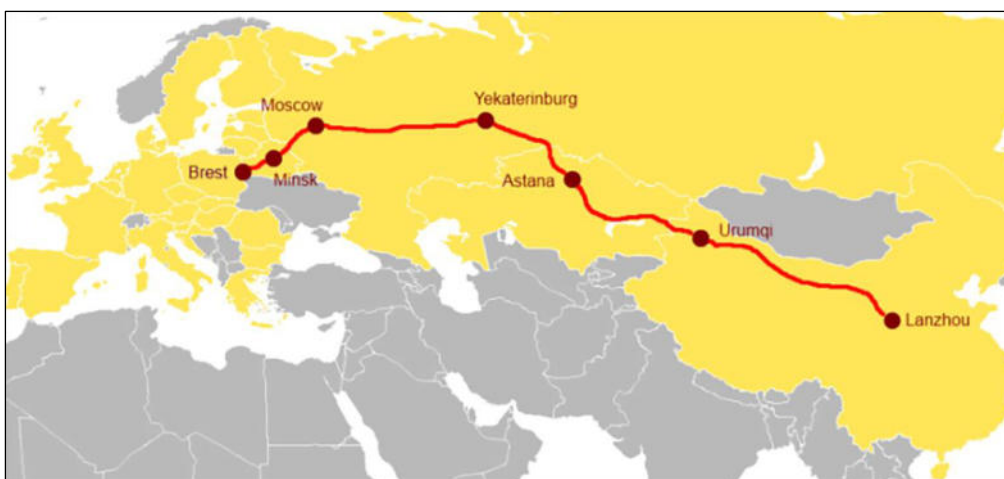 Moscow
Yekaterinburg
Brest
Minsk
Astana
Urumqi
Lanzhou